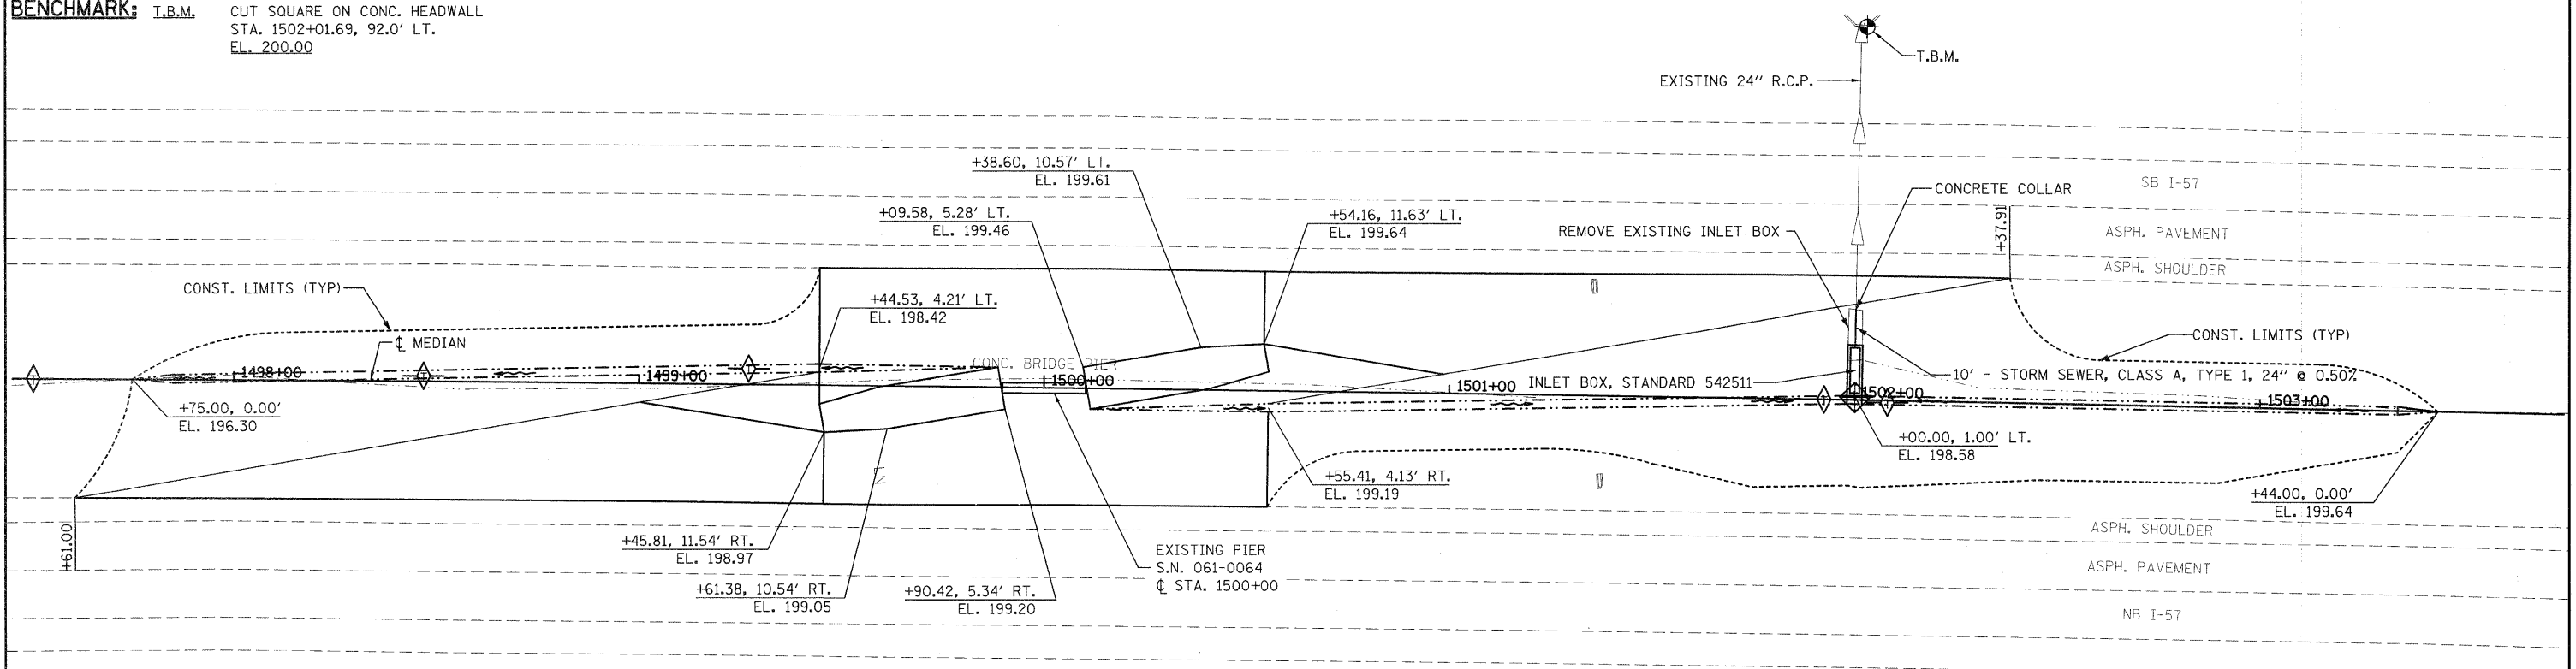 BENCHMARK: T.B.M. CUT SQUARE ON CONC. HEADWALL
STA. 1502+01.69, 92.0' LT.
EL. 200.00
T.B.M.
EXISTING 24" R.C.P.
+38.60, 10.57' LT.
EL. 199.61
CONCRETE COLLAR
SB I-57
+09.58, 5.28' LT.
EL. 199.46
+54.16, 11.63' LT.
EL. 199.64
REMOVE EXISTING INLET BOX
+37.91
ASPH. PAVEMENT
ASPH. SHOULDER
CONST. LIMITS (TYP)
+44.53, 4.21' LT.
EL. 198.42
℄ MEDIAN
CONST. LIMITS (TYP)
CONC. BRIDGE PIER
1498+00
1499+00
1500+00
1501+00
INLET BOX, STANDARD 542511
10' - STORM SEWER, CLASS A, TYPE 1, 24" @ 0.50%
1502+00
1503+00
+75.00, 0.00'
EL. 196.30
+00.00, 1.00' LT.
EL. 198.58
+55.41, 4.13' RT.
EL. 199.19
+44.00, 0.00'
EL. 199.64
+61.00
+45.81, 11.54' RT.
EL. 198.97
EXISTING PIER
S.N. 061-0064
℄ STA. 1500+00
ASPH. SHOULDER
ASPH. PAVEMENT
+61.38, 10.54' RT.
EL. 199.05
+90.42, 5.34' RT.
EL. 199.20
NB I-57